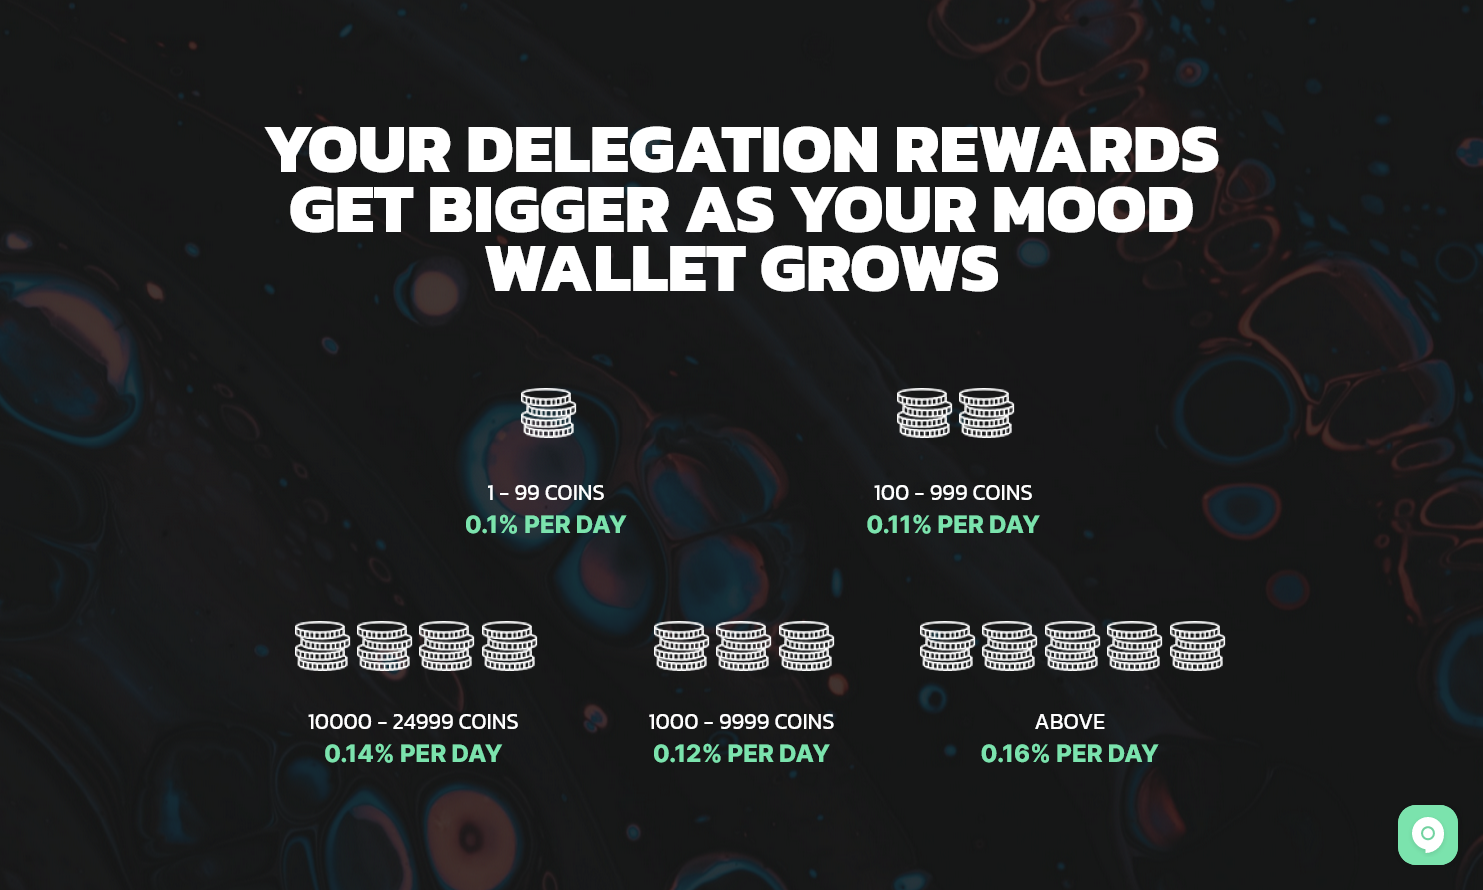 YOUR DELEGATION REWARDS
GET BIGGER AS YOUR MOOD
WALLET GROWS
1 - 99 COINS
0.1% PER DAY
100 - 999 COINS
0.11% PER DAY
10000 - 24999 COINS
0.14% PER DAY
1000 - 9999 COINS
0.12% PER DAY
ABOVE
0.16% PER DAY